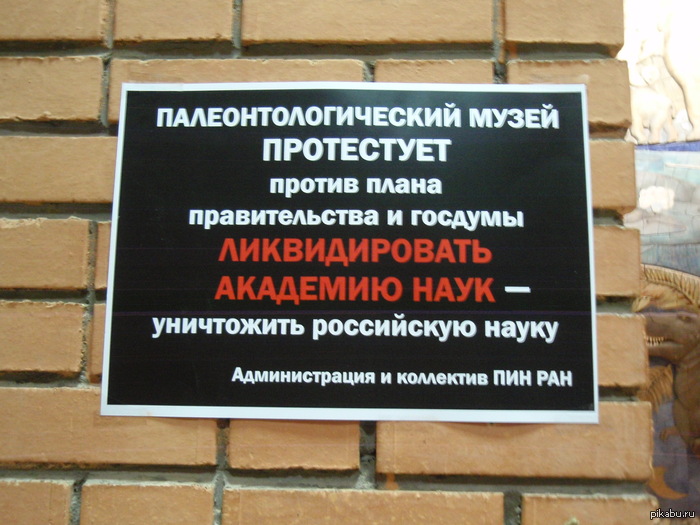 ПАЛЕОНТОЛОГИЧЕСКИЙ МУЗЕЙ
ПРОТЕСТУЕТ
против плана
правительства и госдумы
ЛИКВИДИРОВАТЬ
АКАДЕМИЮ НАУК —
уничтожить российскую науку
Администрация и коллектив ПИН РАН
pikabu.ru